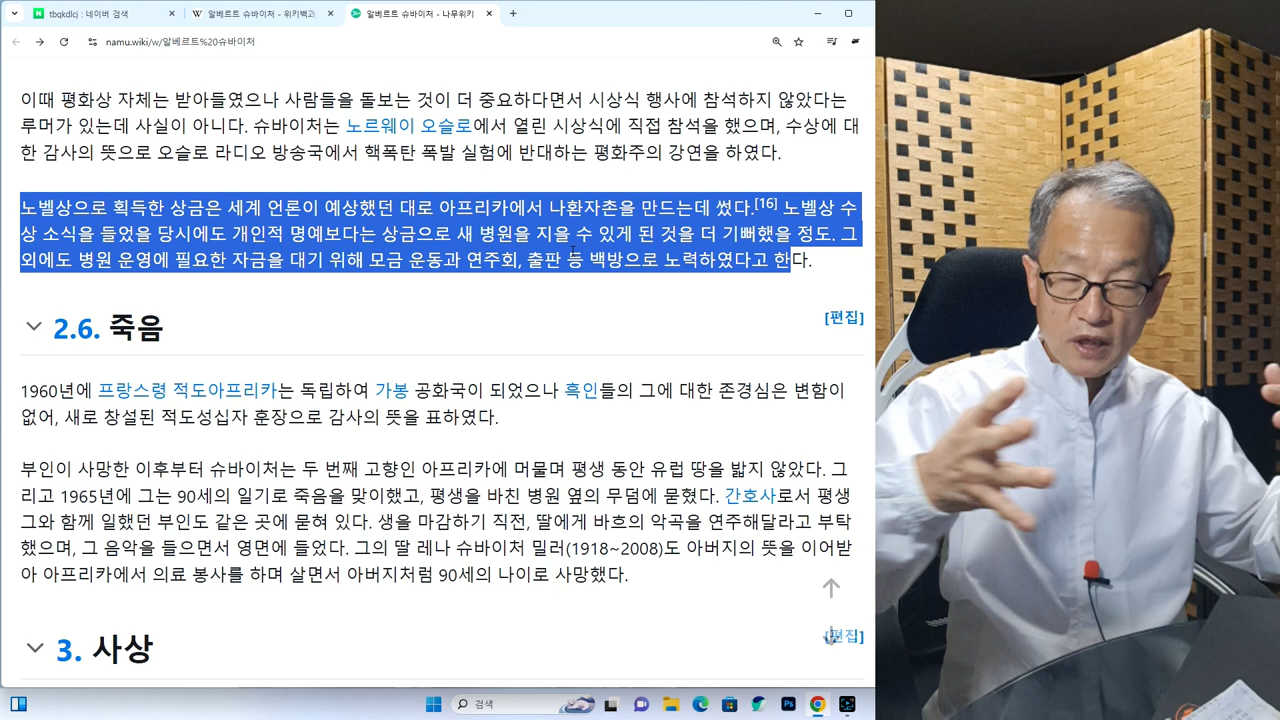 tbqkdlcj : 네이버 검색
알베르트 슈바이처 - 위키백과,
알베르트 슈바이처 - 나무위키
namu.wiki/w/알베르트%20슈바이처
이때 평화상 자체는 받아들였으나 사람들을 돌보는 것이 더 중요하다면서 시상식 행사에 참석하지 않았다는
루머가 있는데 사실이 아니다. 슈바이처는 노르웨이 오슬로에서 열린 시상식에 직접 참석을 했으며, 수상에 대
한 감사의 뜻으로 오슬로 라디오 방송국에서 핵폭탄 폭발 실험에 반대하는 평화주의 강연을 하였다.
노벨상으로 획득한 상금은 세계 언론이 예상했던 대로 아프리카에서 나환자촌을 만드는데 썼다.[16] 노벨상 수
상 소식을 들었을 당시에도 개인적 명예보다는 상금으로 새 병원을 지을 수 있게 된 것을 더 기뻐했을 정도. 그
외에도 병원 운영에 필요한 자금을 대기 위해 모금 운동과 연주회, 출판 등 백방으로 노력하였다고 한다.
2.6. 죽음
[편집]
1960년에 프랑스령 적도아프리카는 독립하여 가봉 공화국이 되었으나 흑인들의 그에 대한 존경심은 변함이
없어, 새로 창설된 적도성십자 훈장으로 감사의 뜻을 표하였다.
부인이 사망한 이후부터 슈바이처는 두 번째 고향인 아프리카에 머물며 평생 동안 유럽 땅을 밟지 않았다. 그
리고 1965년에 그는 90세의 일기로 죽음을 맞이했고, 평생을 바친 병원 옆의 무덤에 묻혔다. 간호사로서 평생
그와 함께 일했던 부인도 같은 곳에 묻혀 있다. 생을 마감하기 직전, 딸에게 바흐의 악곡을 연주해달라고 부탁
했으며, 그 음악을 들으면서 영면에 들었다. 그의 딸 레나 슈바이처 밀러(1918~2008)도 아버지의 뜻을 이어받
아 아프리카에서 의료 봉사를 하며 살면서 아버지처럼 90세의 나이로 사망했다.
3. 사상
[편집]
검색